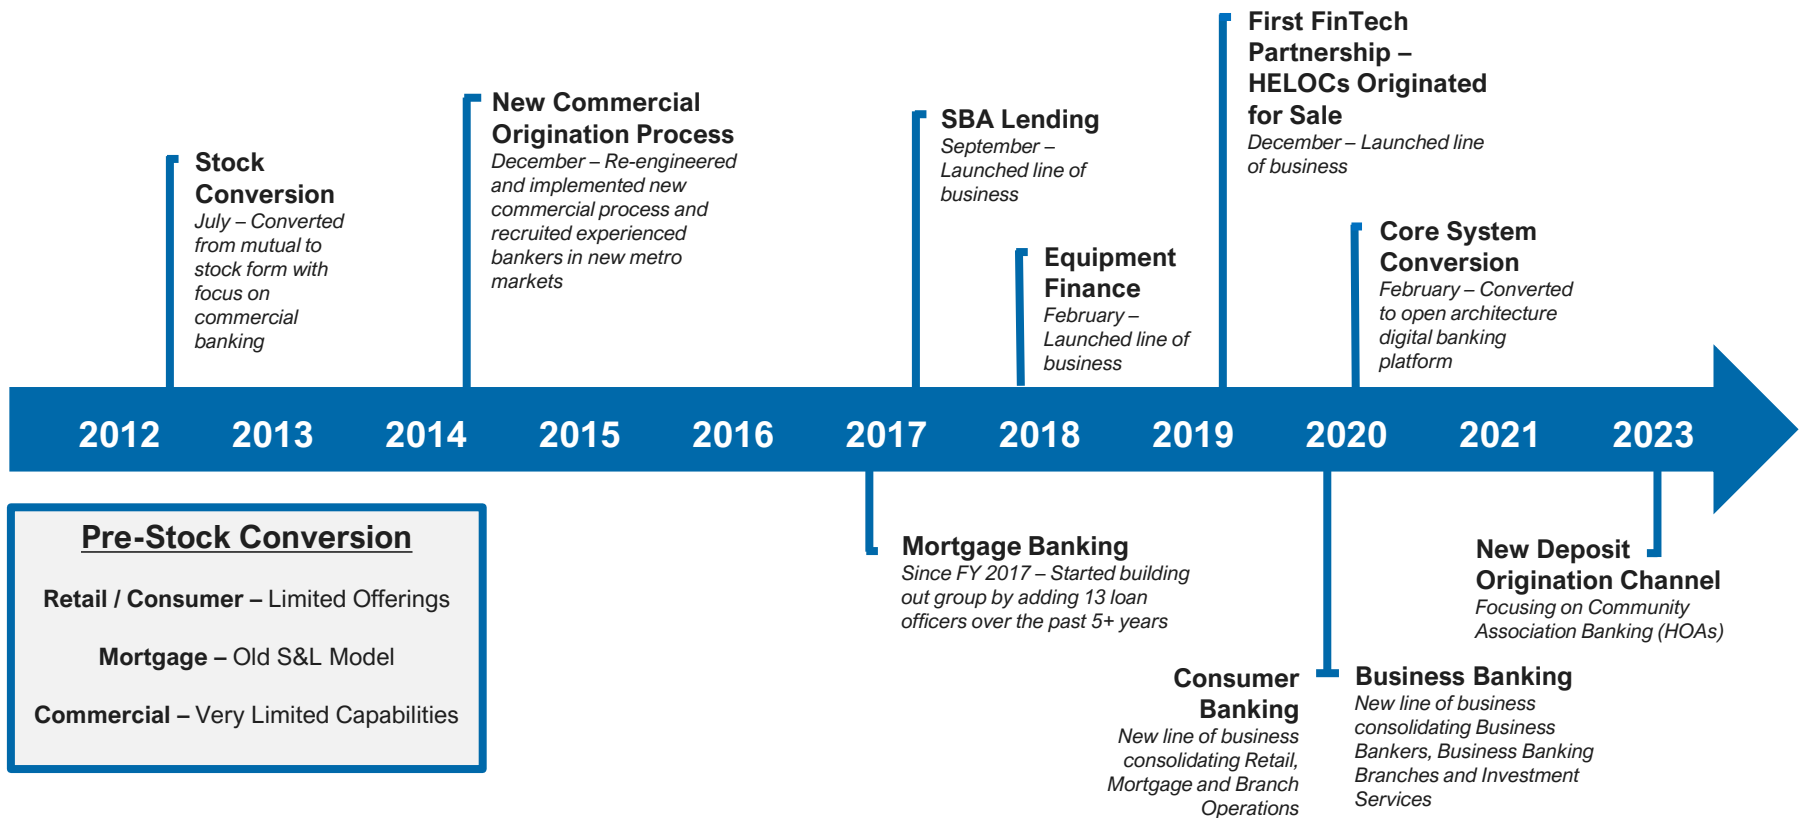 Stock
Conversion
July – Converted
from mutual to
stock form with
focus on
commercial
banking
New Commercial
Origination Process
December – Re-engineered
and implemented new
commercial process and
recruited experienced
bankers in new metro
markets
SBA Lending
September –
Launched line of
business
Equipment
Finance
February –
Launched line of
business
First FinTech
Partnership –
HELOCs Originated
for Sale
December – Launched line
of business
Core System
Conversion
February – Converted
to open architecture
digital banking
platform
2012 2013 2014 2015 2016 2017 2018 2019 2020 2021 2023
Pre-Stock Conversion
Retail / Consumer – Limited Offerings
Mortgage – Old S&L Model
Commercial – Very Limited Capabilities
Mortgage Banking
Since FY 2017 – Started building
out group by adding 13 loan
officers over the past 5+ years
Consumer
Banking
New line of business
consolidating Retail,
Mortgage and Branch
Operations
Business Banking
New line of business
consolidating Business
Bankers, Business Banking
Branches and Investment
Services
New Deposit
Origination Channel
Focusing on Community
Association Banking (HOAs)